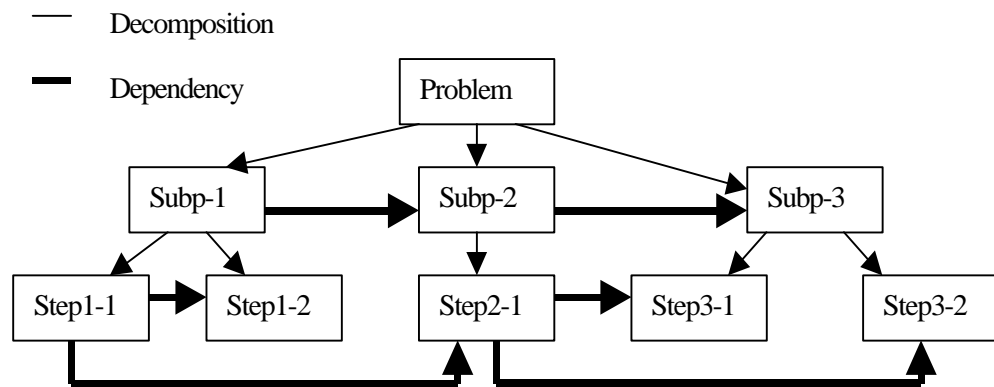 Decomposition
Dependency
Problem
Subp-1 Subp-2 Subp-3
Step1-1 Step1-2 Step2-1 Step3-1 Step3-2